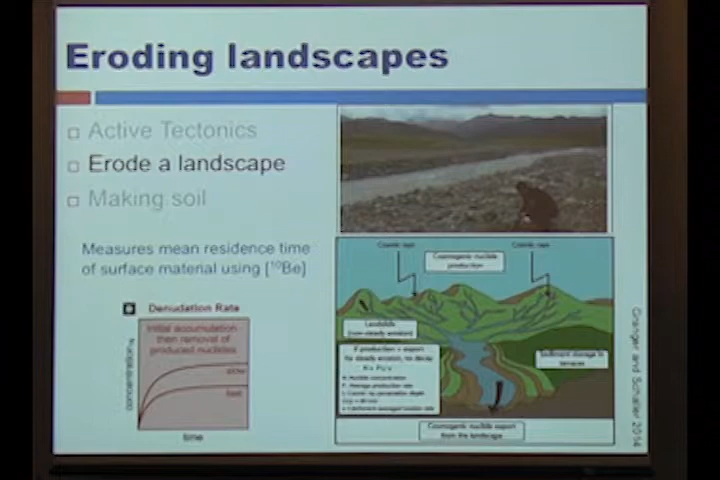 Eroding landscapes
Active Tectonics
Erode a landscape
Making soil
Measures mean residence time
of surface material using [¹⁰Be]
Denudation Rate
Initial accumulation
then removal of
produced nuclides
slow
fast
concentration
time
Cosmic rays
Cosmic rays
Cosmogenic nuclide
production
Landslide
(non-steady erosion)
If production = export
for steady erosion, no decay
Sediment storage in
terraces
Cosmogenic nuclide export
from the landscape
Granger and Schaller 2014